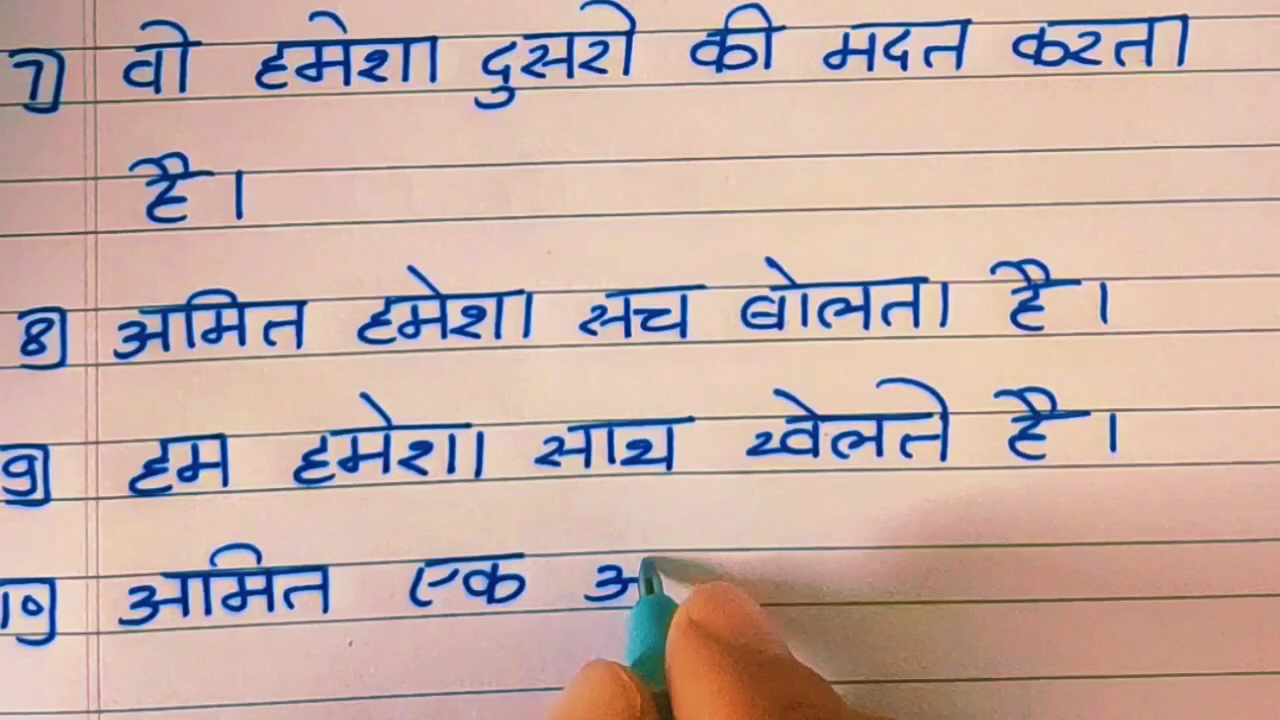 7) वो हमेशा दुसरो की मदत करता
है।
8) अमित हमेशा सच बोलता है।
9) हम हमेशा साथ खेलते है।
10) अमित एक अ